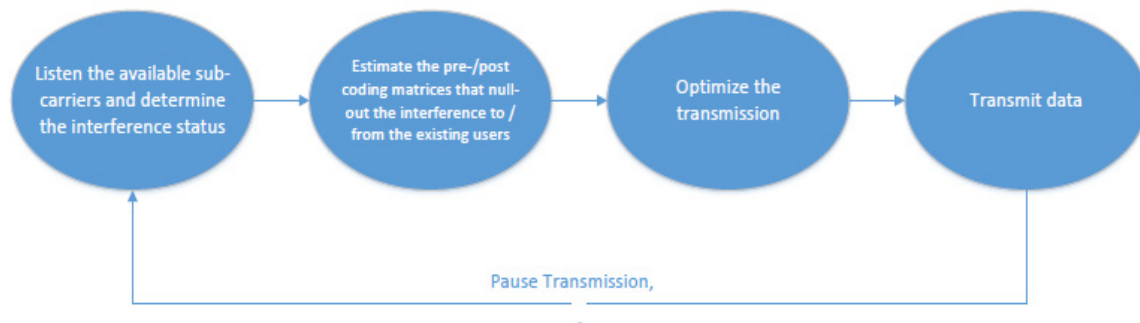 Listen the available sub-
carriers and determine
the interference status
Estimate the pre-/post
coding matrices that null-
out the interference to /
from the existing users
Optimize the
transmission
Transmit data
Pause Transmission,